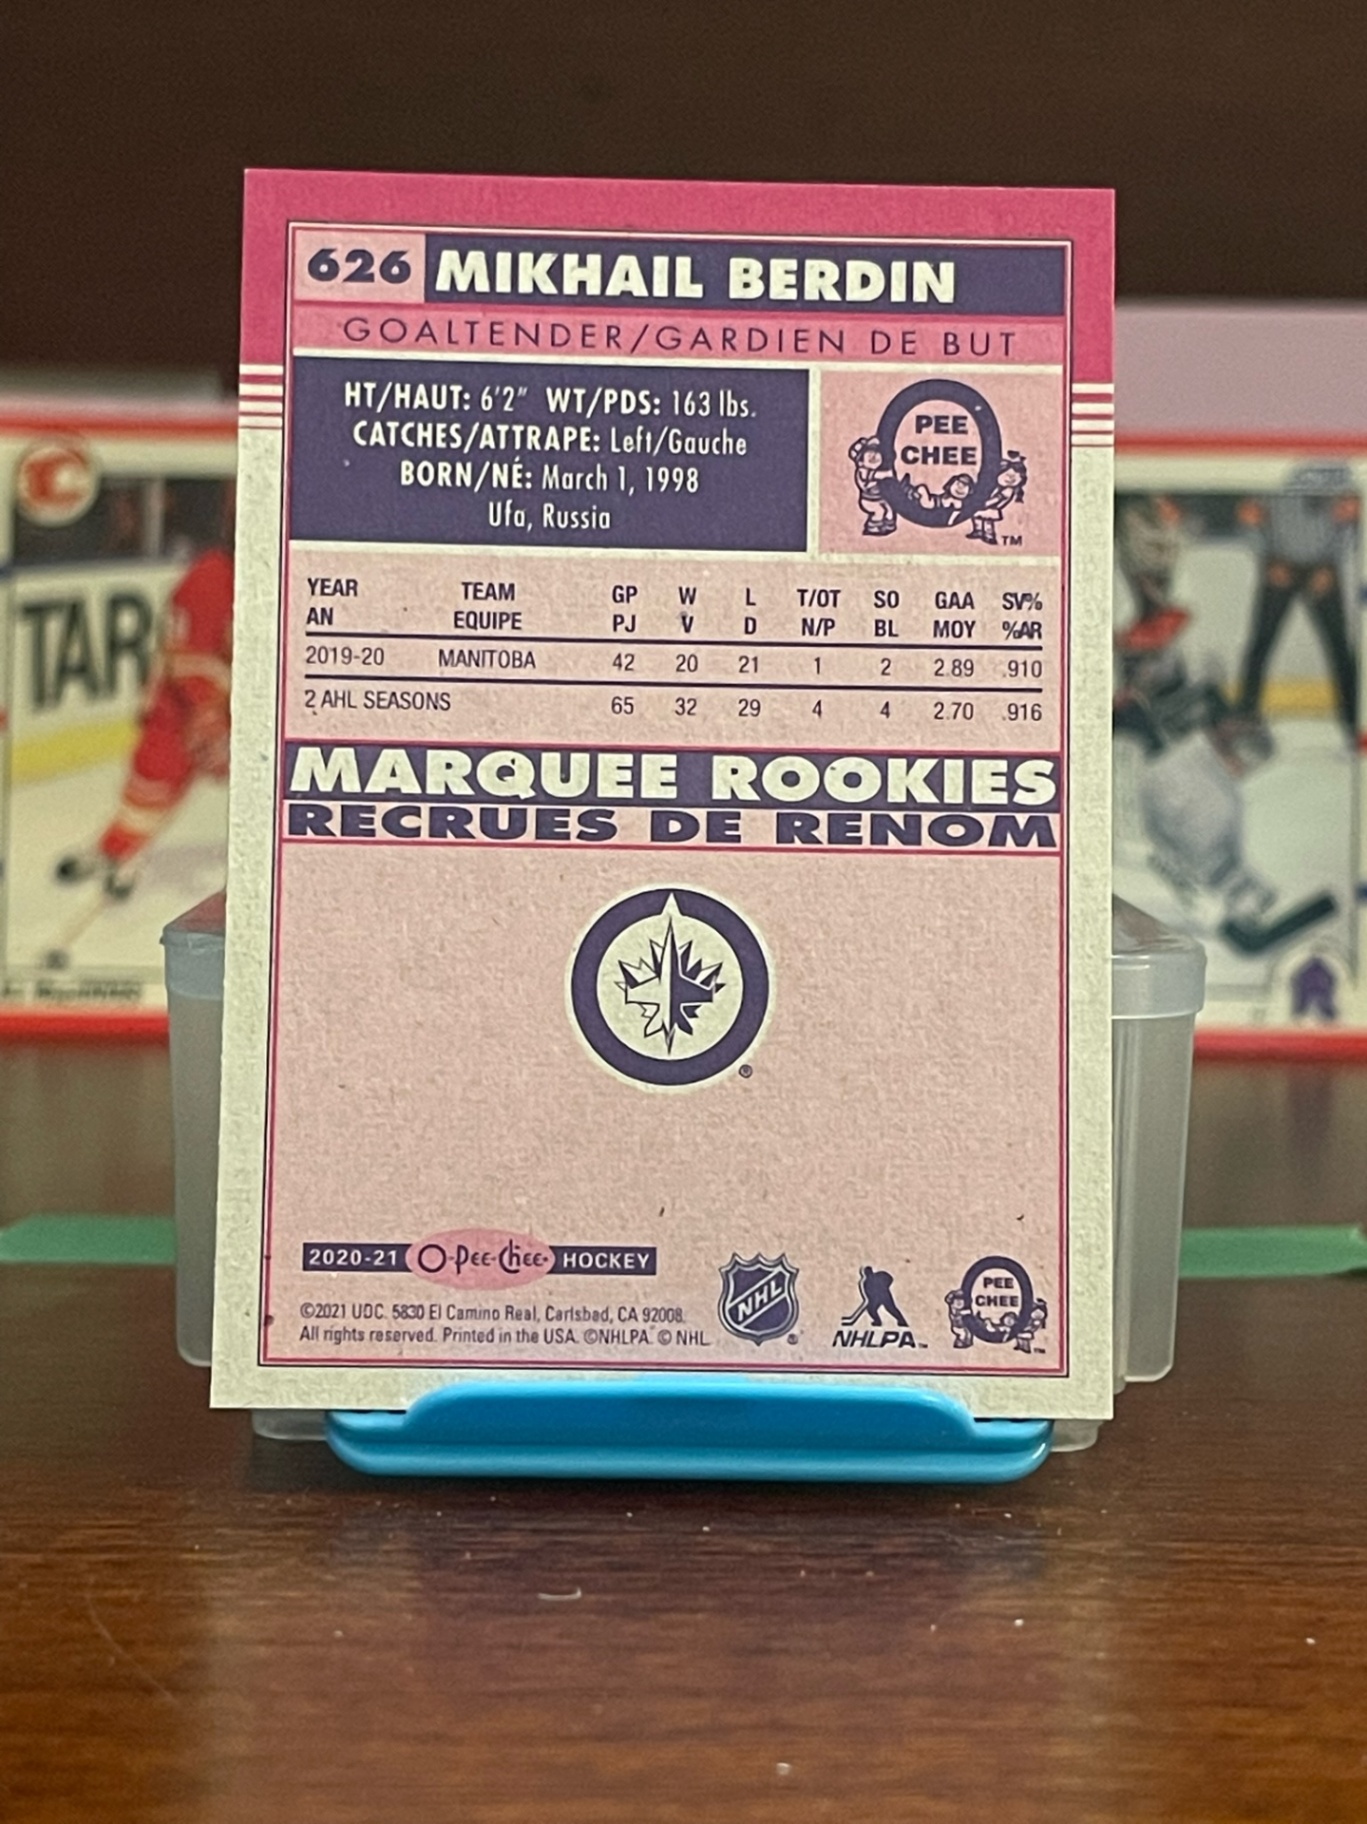 626 MIKHAIL BERDIN
GOALTENDER/GARDIEN DE BUT
HT/HAUT: 6'2" WT/PDS: 163 lbs.
CATCHES/ATTRAPE: Left/Gauche
BORN/NÉ: March 1, 1998
Ufa, Russia
PEE
CHEE
TM
YEAR TEAM GP W L T/OT SO GAA SV%
AN EQUIPE PJ V D N/P BL MOY %AR
2019-20 MANITOBA 42 20 21 1 2 2.89 .910
2 AHL SEASONS 65 32 29 4 4 2.70 .916
MARQUEE ROOKIES
RECRUES DE RENOM
®
2020-21 O-Pee-Chee HOCKEY
©2021 UDC. 5830 El Camino Real, Carlsbad, CA 92008.
All rights reserved. Printed in the USA. ©NHLPA. © NHL
NHL
®
NHLPA™
PEE
CHEE
TAR